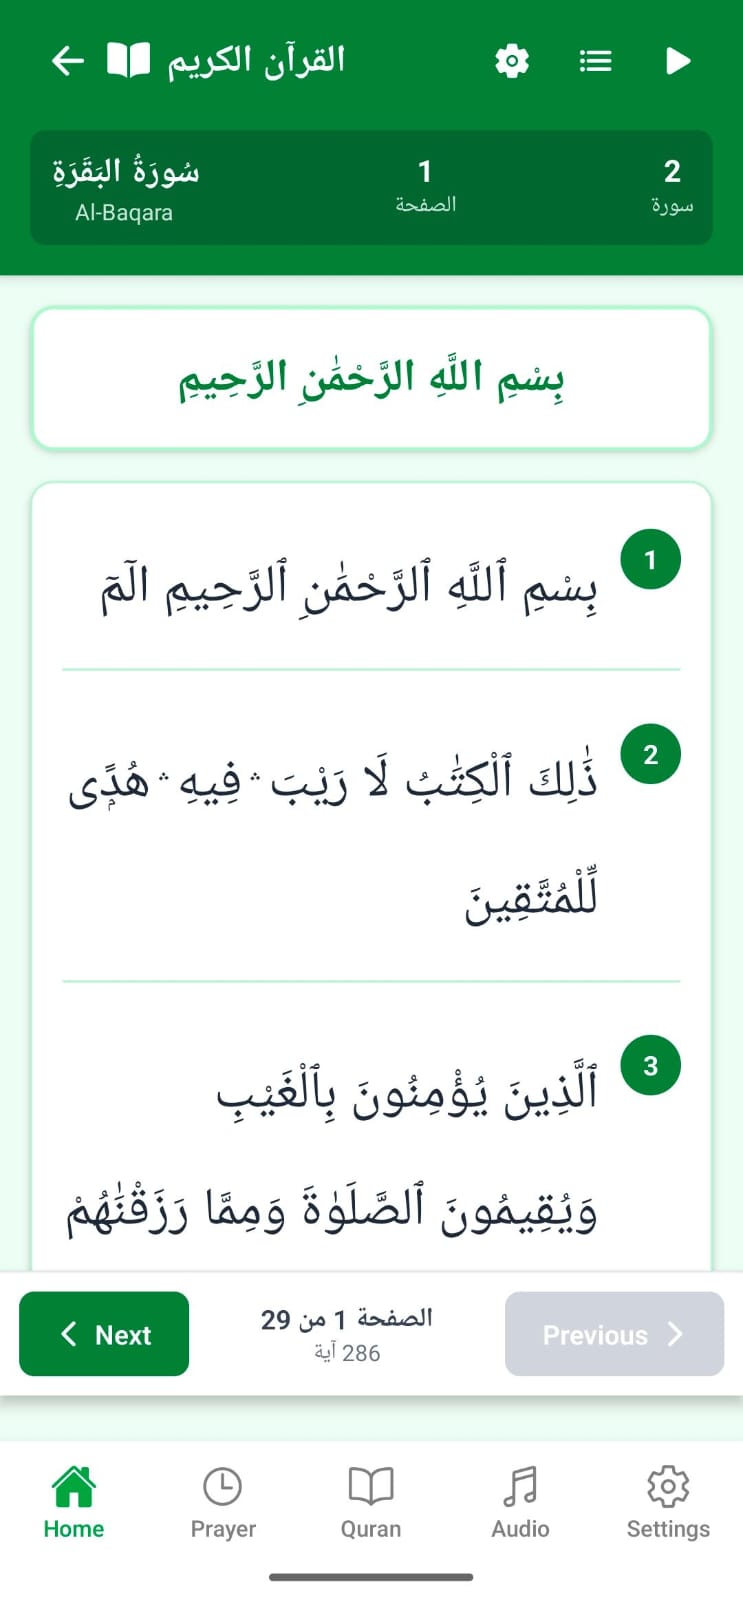 القرآن الكريم
سُورَةُ البَقَرَةِ
Al-Baqara
1
الصفحة
2
سورة
بِسْمِ اللَّهِ الرَّحْمَٰنِ الرَّحِيمِ
1
بِسْمِ ٱللَّهِ ٱلرَّحْمَٰنِ ٱلرَّحِيمِ الٓمٓ
2
ذَٰلِكَ ٱلْكِتَٰبُ لَا رَيْبَ ۛ فِيهِ ۛ هُدًى
لِّلْمُتَّقِينَ
3
ٱلَّذِينَ يُؤْمِنُونَ بِٱلْغَيْبِ
وَيُقِيمُونَ ٱلصَّلَوٰةَ وَمِمَّا رَزَقْنَٰهُمْ
Next
الصفحة 1 من 29
286 آية
Previous
Home
Prayer
Quran
Audio
Settings